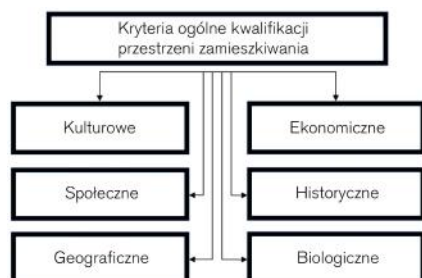 Kryteria ogólne kwalifikacji
przestrzeni zamieszkiwania
Kulturowe
Ekonomiczne
Społeczne
Historyczne
Geograficzne
Biologiczne